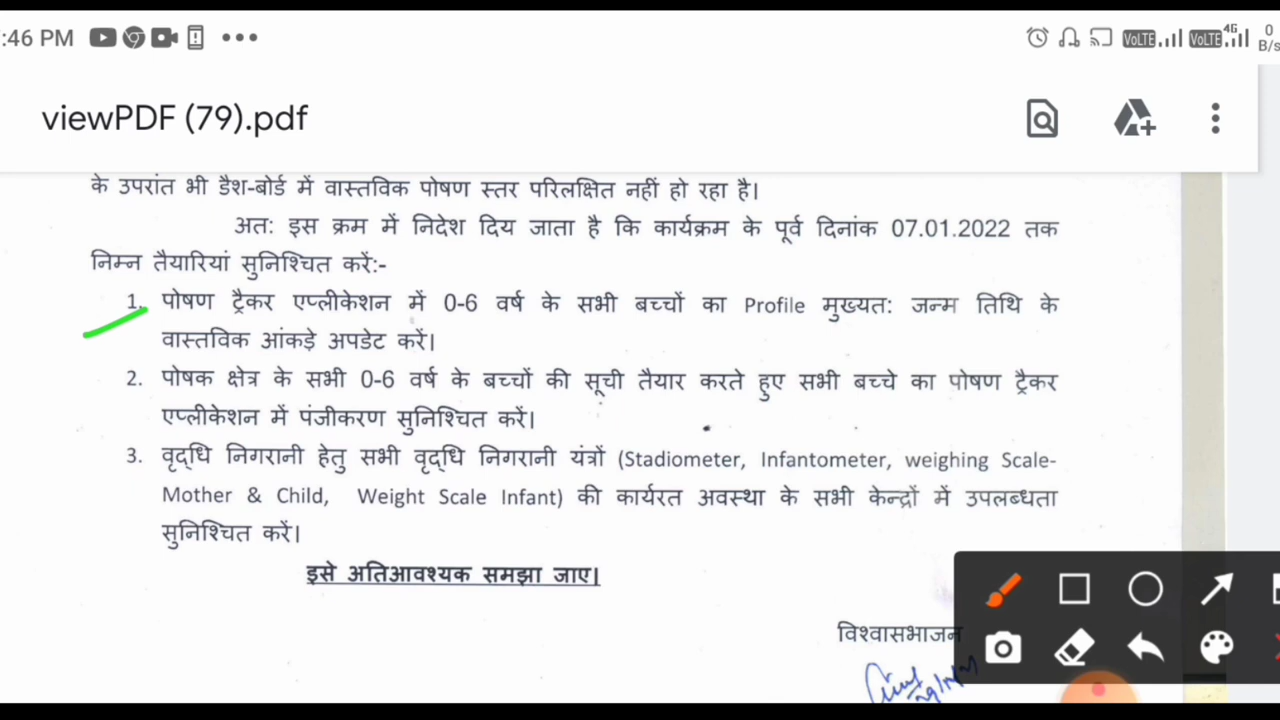 :46 PM
VoLTE VoLTE 4G 0 B/s
viewPDF (79).pdf
के उपरांत भी डैश-बोर्ड में वास्तविक पोषण स्तर परिलक्षित नहीं हो रहा है।
अत: इस क्रम में निदेश दिय जाता है कि कार्यक्रम के पूर्व दिनांक 07.01.2022 तक
निम्न तैयारियां सुनिश्चित करें:-
1. पोषण ट्रैकर एप्लीकेशन में 0-6 वर्ष के सभी बच्चों का Profile मुख्यत: जन्म तिथि के
वास्तविक आंकड़े अपडेट करें।
2. पोषक क्षेत्र के सभी 0-6 वर्ष के बच्चों की सूची तैयार करते हुए सभी बच्चे का पोषण ट्रैकर
एप्लीकेशन में पंजीकरण सुनिश्चित करें।
3. वृद्धि निगरानी हेतु सभी वृद्धि निगरानी यंत्रों (Stadiometer, Infantometer, weighing Scale-
Mother & Child, Weight Scale Infant) की कार्यरत अवस्था के सभी केन्द्रों में उपलब्धता
सुनिश्चित करें।
इसे अतिआवश्यक समझा जाए।
विश्वासभाजन